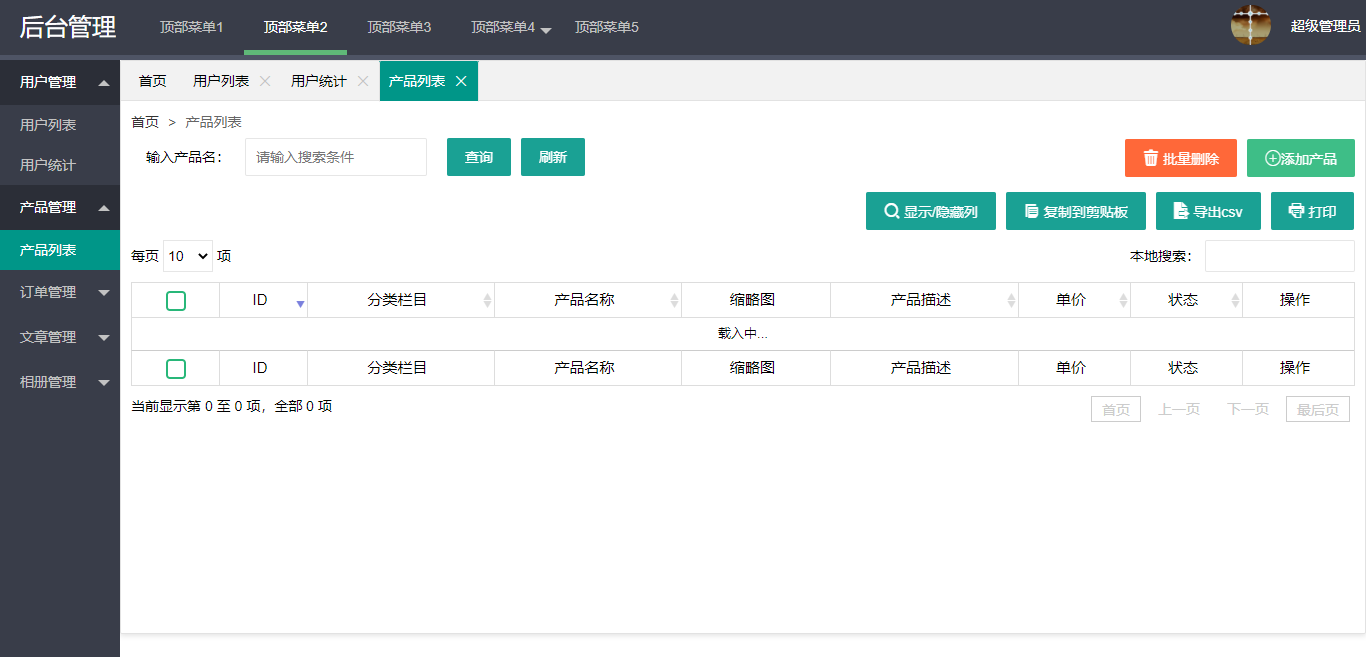 后台管理 顶部菜单1 顶部菜单2 顶部菜单3 顶部菜单4 顶部菜单5 超级管理员
用户管理
用户列表
用户统计
产品管理
产品列表
订单管理
文章管理
相册管理
首页 用户列表 用户统计 产品列表
首页 > 产品列表
输入产品名： 请输入搜索条件 查询 刷新 批量删除 添加产品
显示/隐藏列 复制到剪贴板 导出csv 打印
每页 10 项 本地搜索：
ID 分类栏目 产品名称 缩略图 产品描述 单价 状态 操作
载入中...
ID 分类栏目 产品名称 缩略图 产品描述 单价 状态 操作
当前显示第 0 至 0 项，全部 0 项 首页 上一页 下一页 最后页